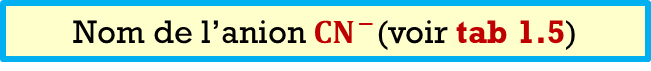 Nom de l’anion CN⁻(voir tab 1.5)